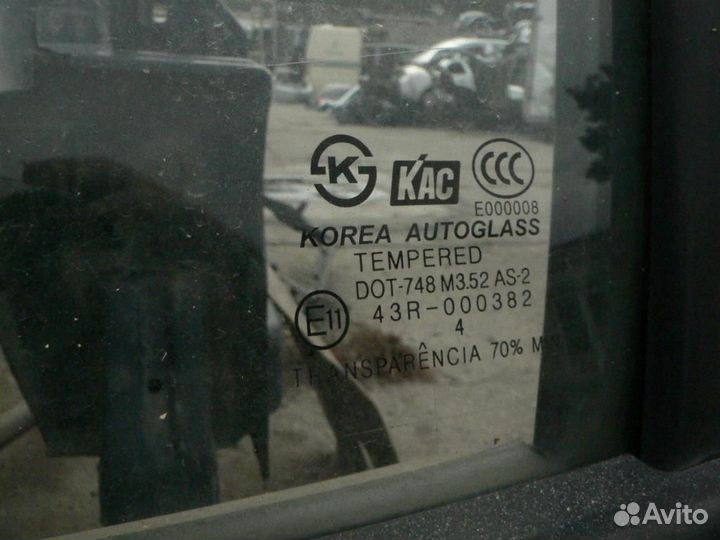 K KAC CCC
E000008
KOREA AUTOGLASS
TEMPERED
DOT-748 M3.52 AS-2
E11 43R-000382
4
TRANSPARÊNCIA 70%
Avito